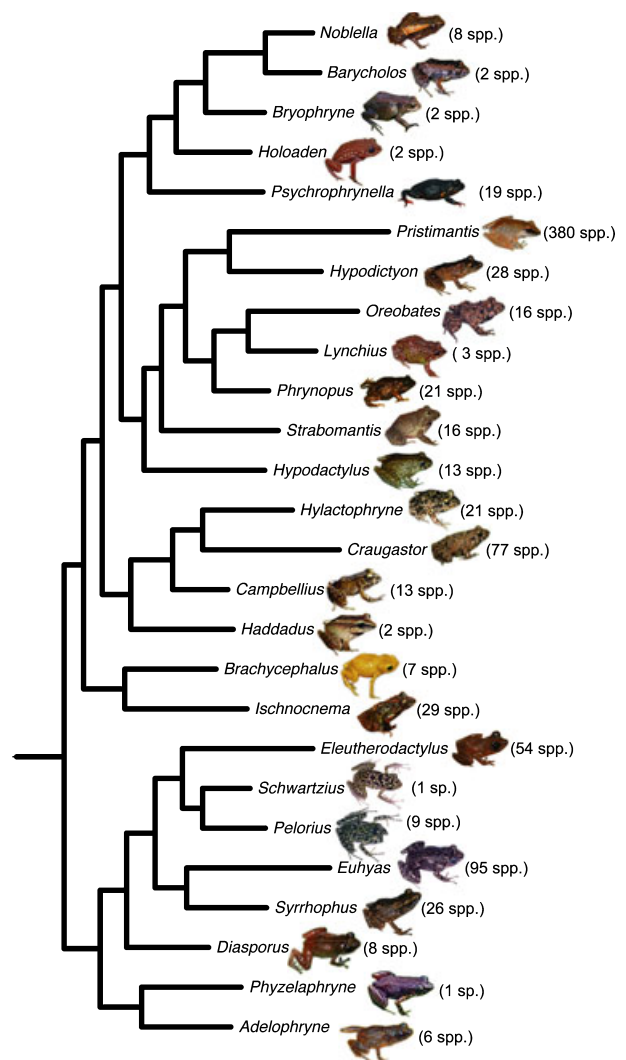 Noblella (8 spp.)
Barycholos (2 spp.)
Bryophryne (2 spp.)
Holoaden (2 spp.)
Psychrophrynella (19 spp.)
Pristimantis (380 spp.)
Hypodictyon (28 spp.)
Oreobates (16 spp.)
Lynchius ( 3 spp.)
Phrynopus (21 spp.)
Strabomantis (16 spp.)
Hypodactylus (13 spp.)
Hylactophryne (21 spp.)
Craugastor (77 spp.)
Campbellius (13 spp.)
Haddadus (2 spp.)
Brachycephalus (7 spp.)
Ischnocnema (29 spp.)
Eleutherodactylus (54 spp.)
Schwartzius (1 sp.)
Pelorius (9 spp.)
Euhyas (95 spp.)
Syrrhophus (26 spp.)
Diasporus (8 spp.)
Phyzelaphryne (1 sp.)
Adelophryne (6 spp.)